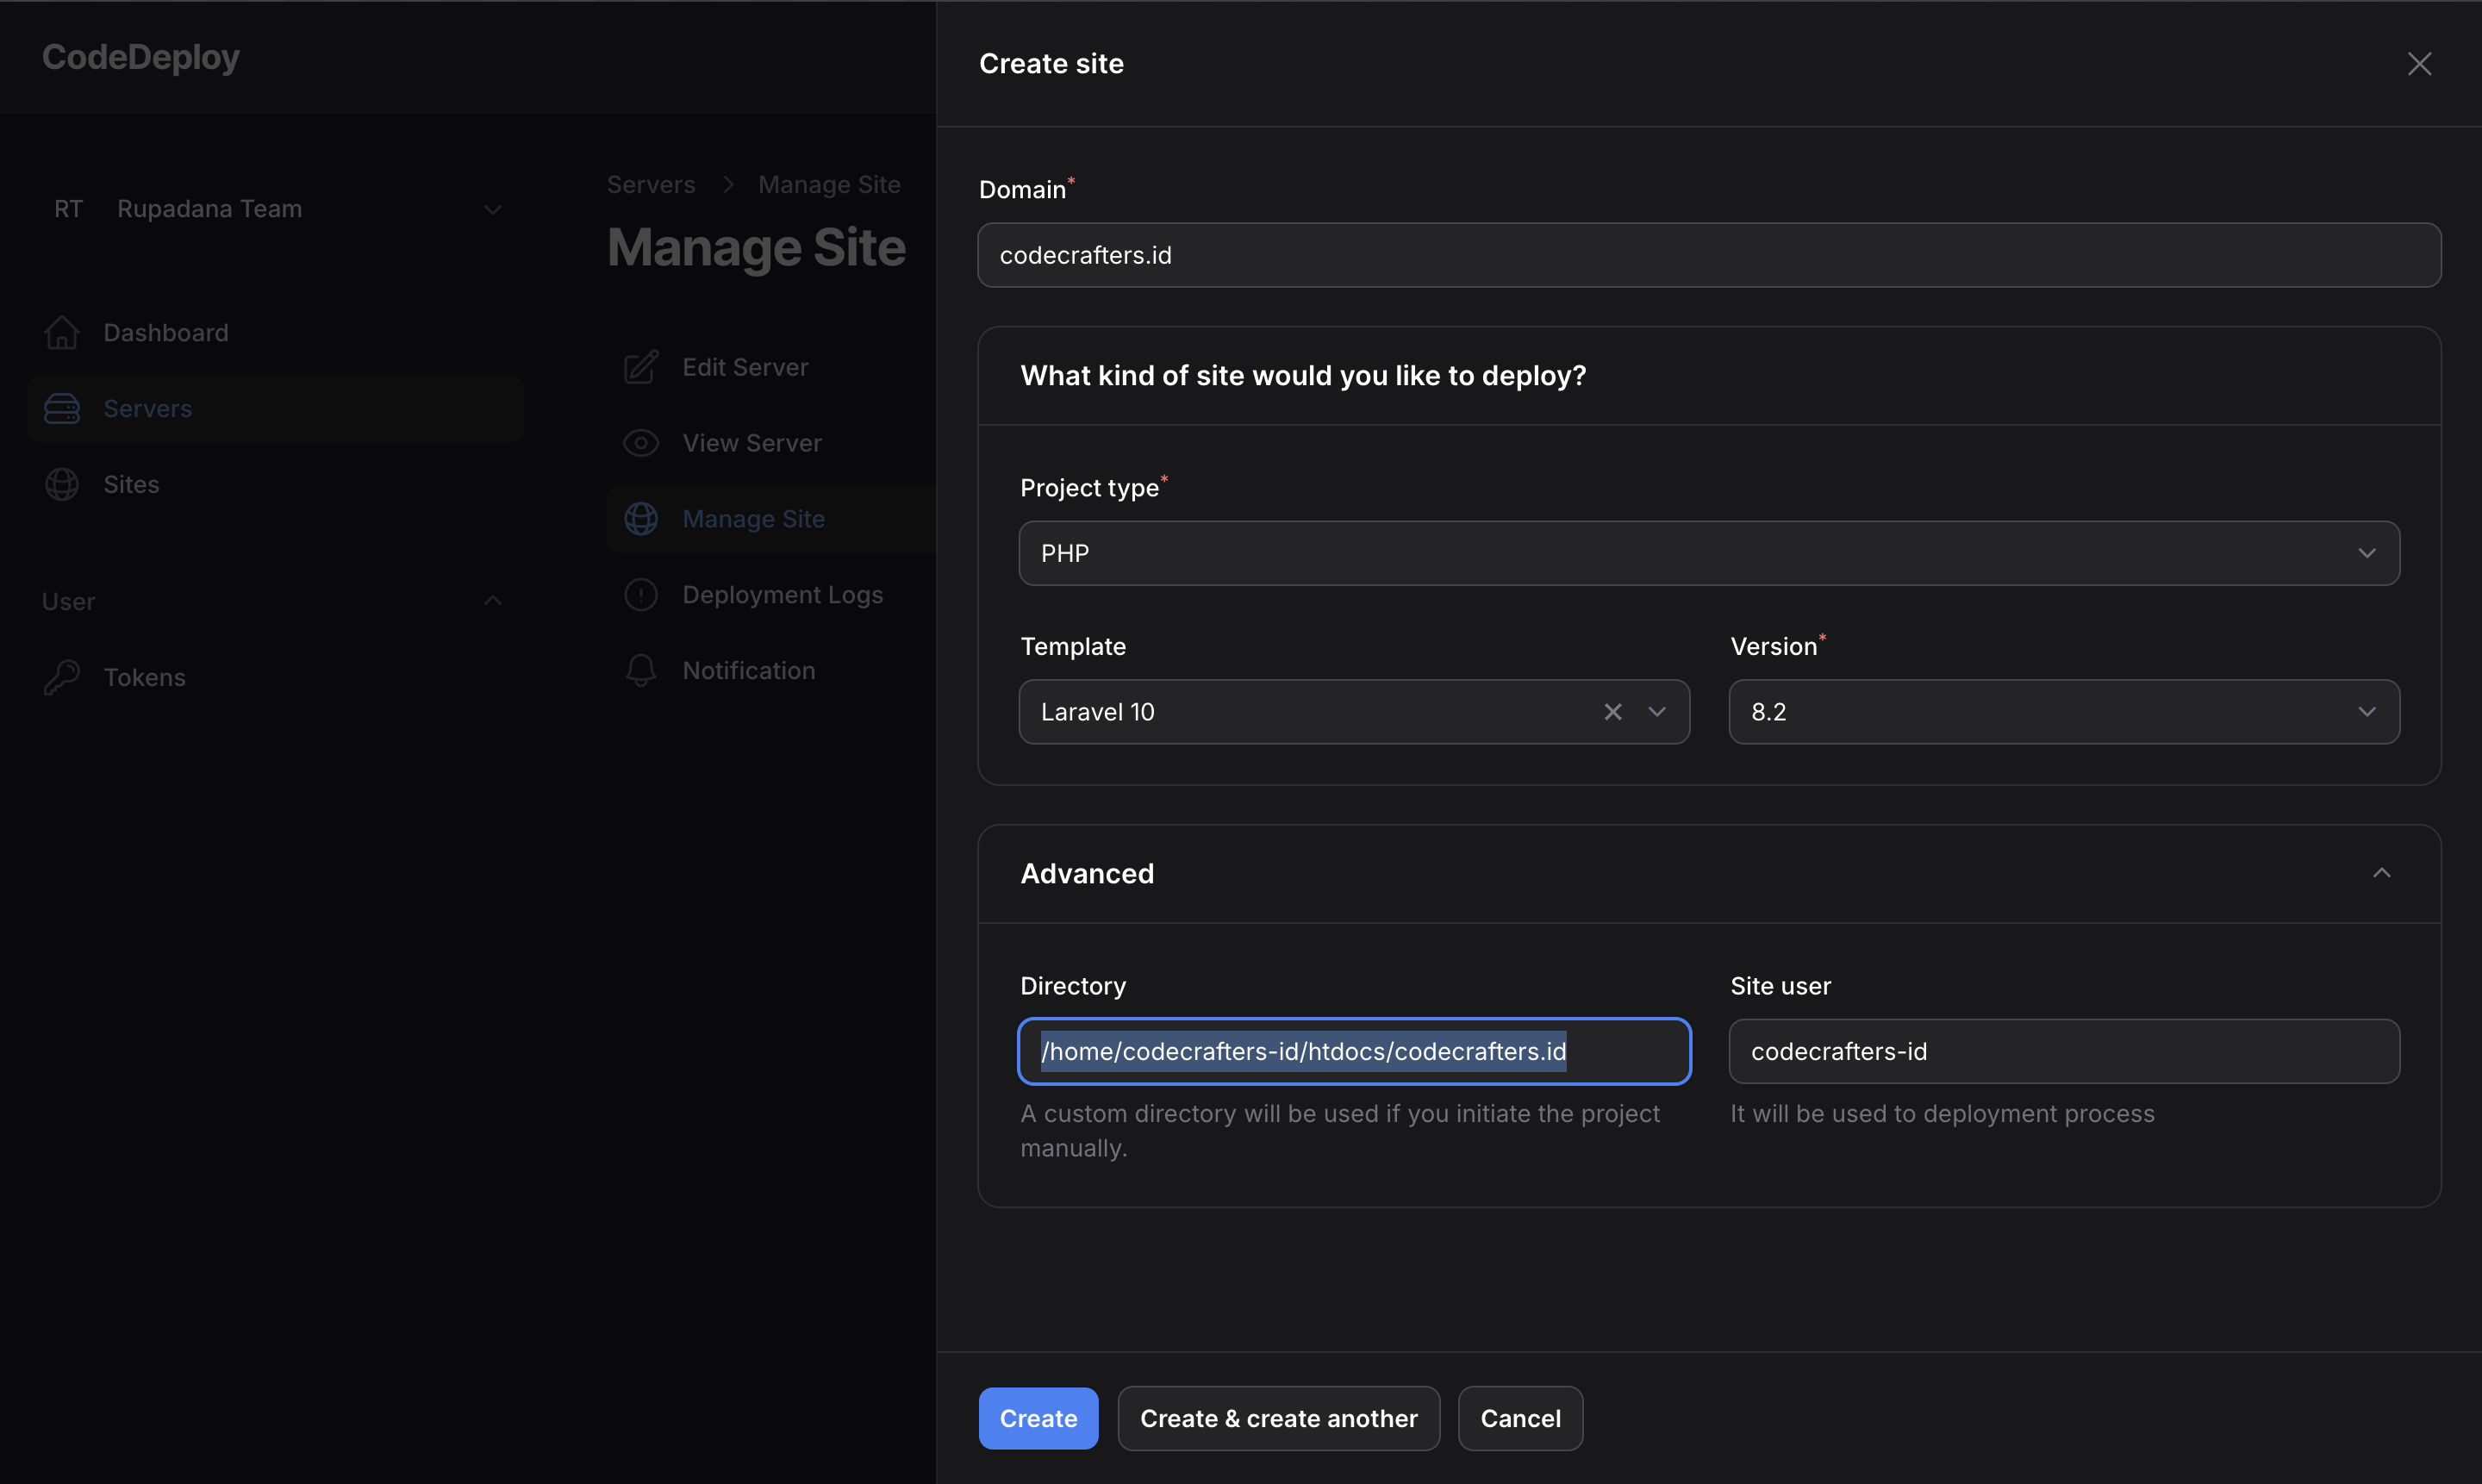 CodeDeploy
RT Rupadana Team
Dashboard
Servers
Sites
User
Tokens
Servers Manage Site
Manage Site
Edit Server
View Server
Manage Site
Deployment Logs
Notification
Create site
Domain*
codecrafters.id
What kind of site would you like to deploy?
Project type*
PHP
Template
Laravel 10
Version*
8.2
Advanced
Directory
/home/codecrafters-id/htdocs/codecrafters.id
A custom directory will be used if you initiate the project
manually.
Site user
codecrafters-id
It will be used to deployment process
Create
Create & create another
Cancel